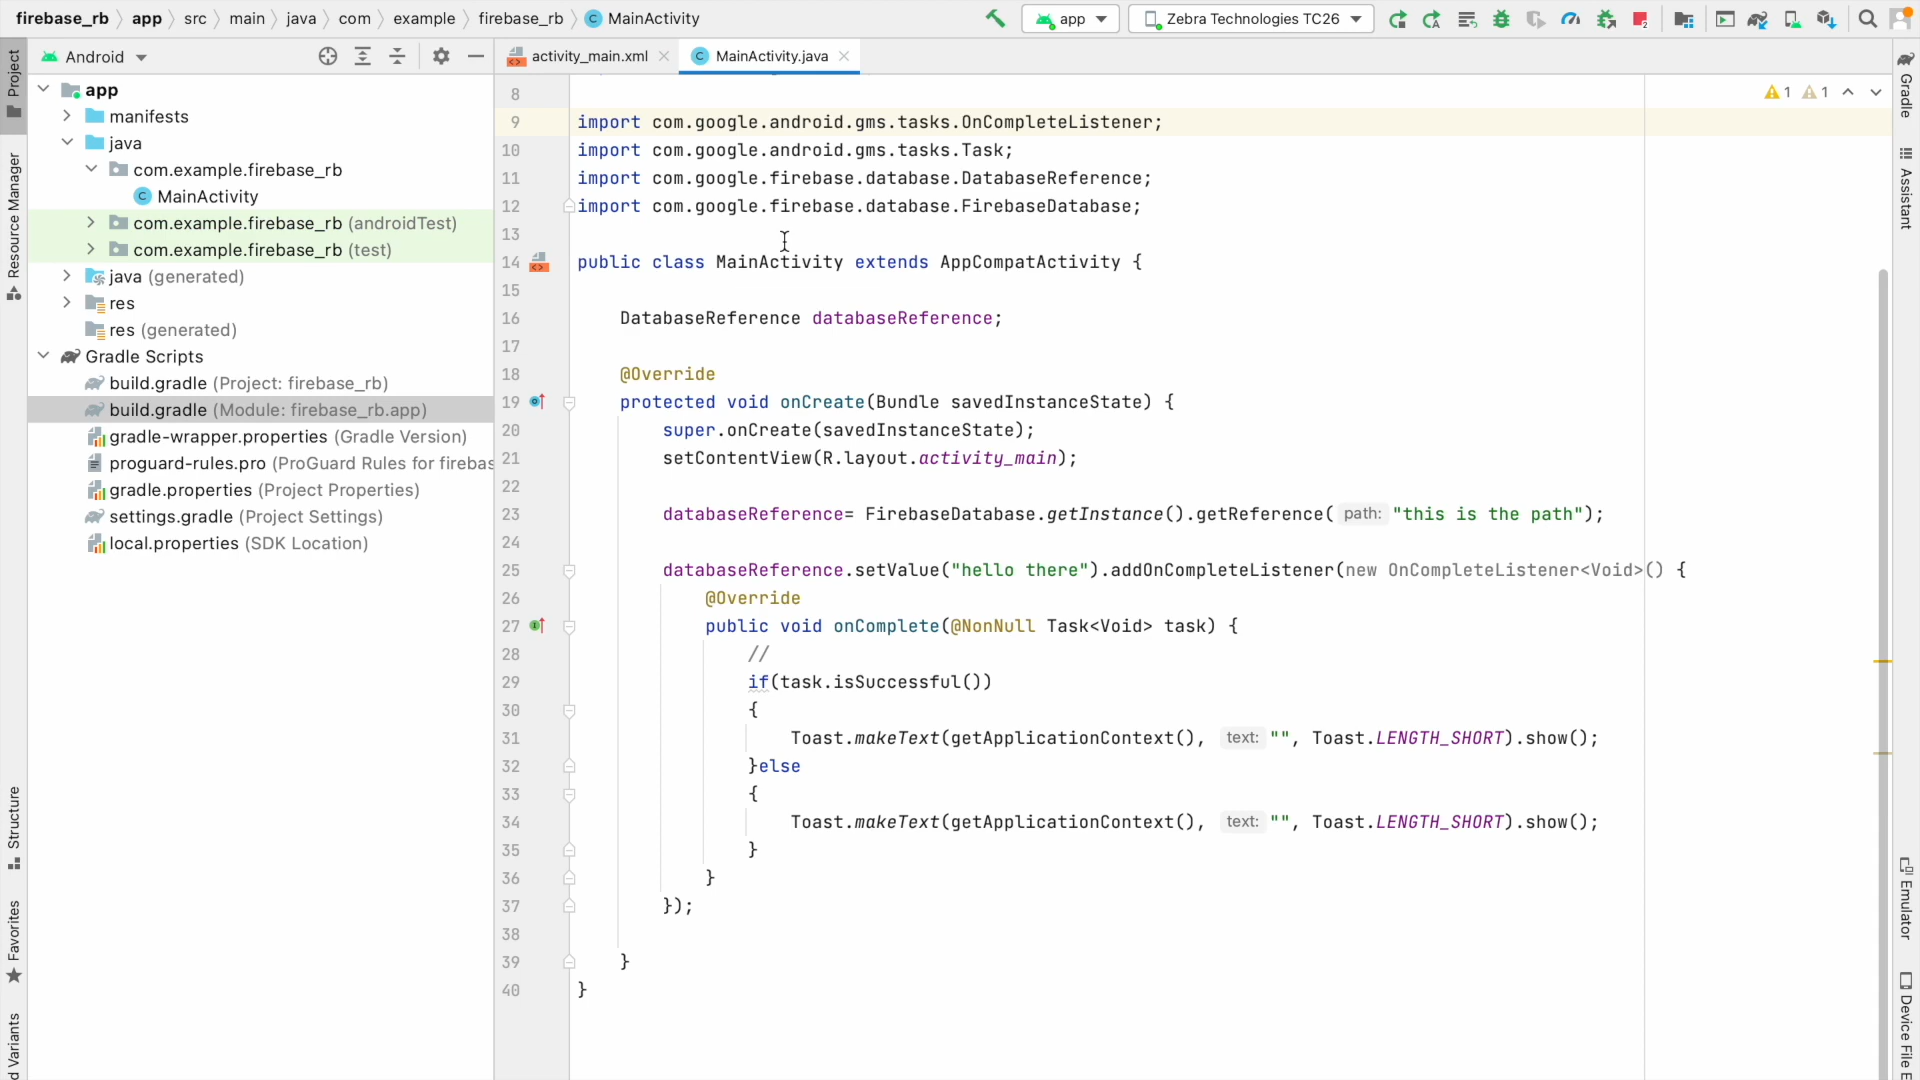 firebase_rb app src main java com example firebase_rb MainActivity
app Zebra Technologies TC26
Android
activity_main.xml MainActivity.java
Project
Resource Manager
Structure
Favorites
d Variants
app
manifests
java
com.example.firebase_rb
MainActivity
com.example.firebase_rb (androidTest)
com.example.firebase_rb (test)
java (generated)
res
res (generated)
Gradle Scripts
build.gradle (Project: firebase_rb)
build.gradle (Module: firebase_rb.app)
gradle-wrapper.properties (Gradle Version)
proguard-rules.pro (ProGuard Rules for firebas
gradle.properties (Project Properties)
settings.gradle (Project Settings)
local.properties (SDK Location)
1 1
8
9 import com.google.android.gms.tasks.OnCompleteListener;
10 import com.google.android.gms.tasks.Task;
11 import com.google.firebase.database.DatabaseReference;
12 import com.google.firebase.database.FirebaseDatabase;
13
14 public class MainActivity extends AppCompatActivity {
15
16 DatabaseReference databaseReference;
17
18 @Override
19 protected void onCreate(Bundle savedInstanceState) {
20 super.onCreate(savedInstanceState);
21 setContentView(R.layout.activity_main);
22
23 databaseReference= FirebaseDatabase.getInstance().getReference( path: "this is the path");
24
25 databaseReference.setValue("hello there").addOnCompleteListener(new OnCompleteListener<Void>() {
26 @Override
27 public void onComplete(@NonNull Task<Void> task) {
28 //
29 if(task.isSuccessful())
30 {
31 Toast.makeText(getApplicationContext(), text: "", Toast.LENGTH_SHORT).show();
32 }else
33 {
34 Toast.makeText(getApplicationContext(), text: "", Toast.LENGTH_SHORT).show();
35 }
36 }
37 });
38
39 }
40 }
Gradle
Assistant
Emulator
Device File E